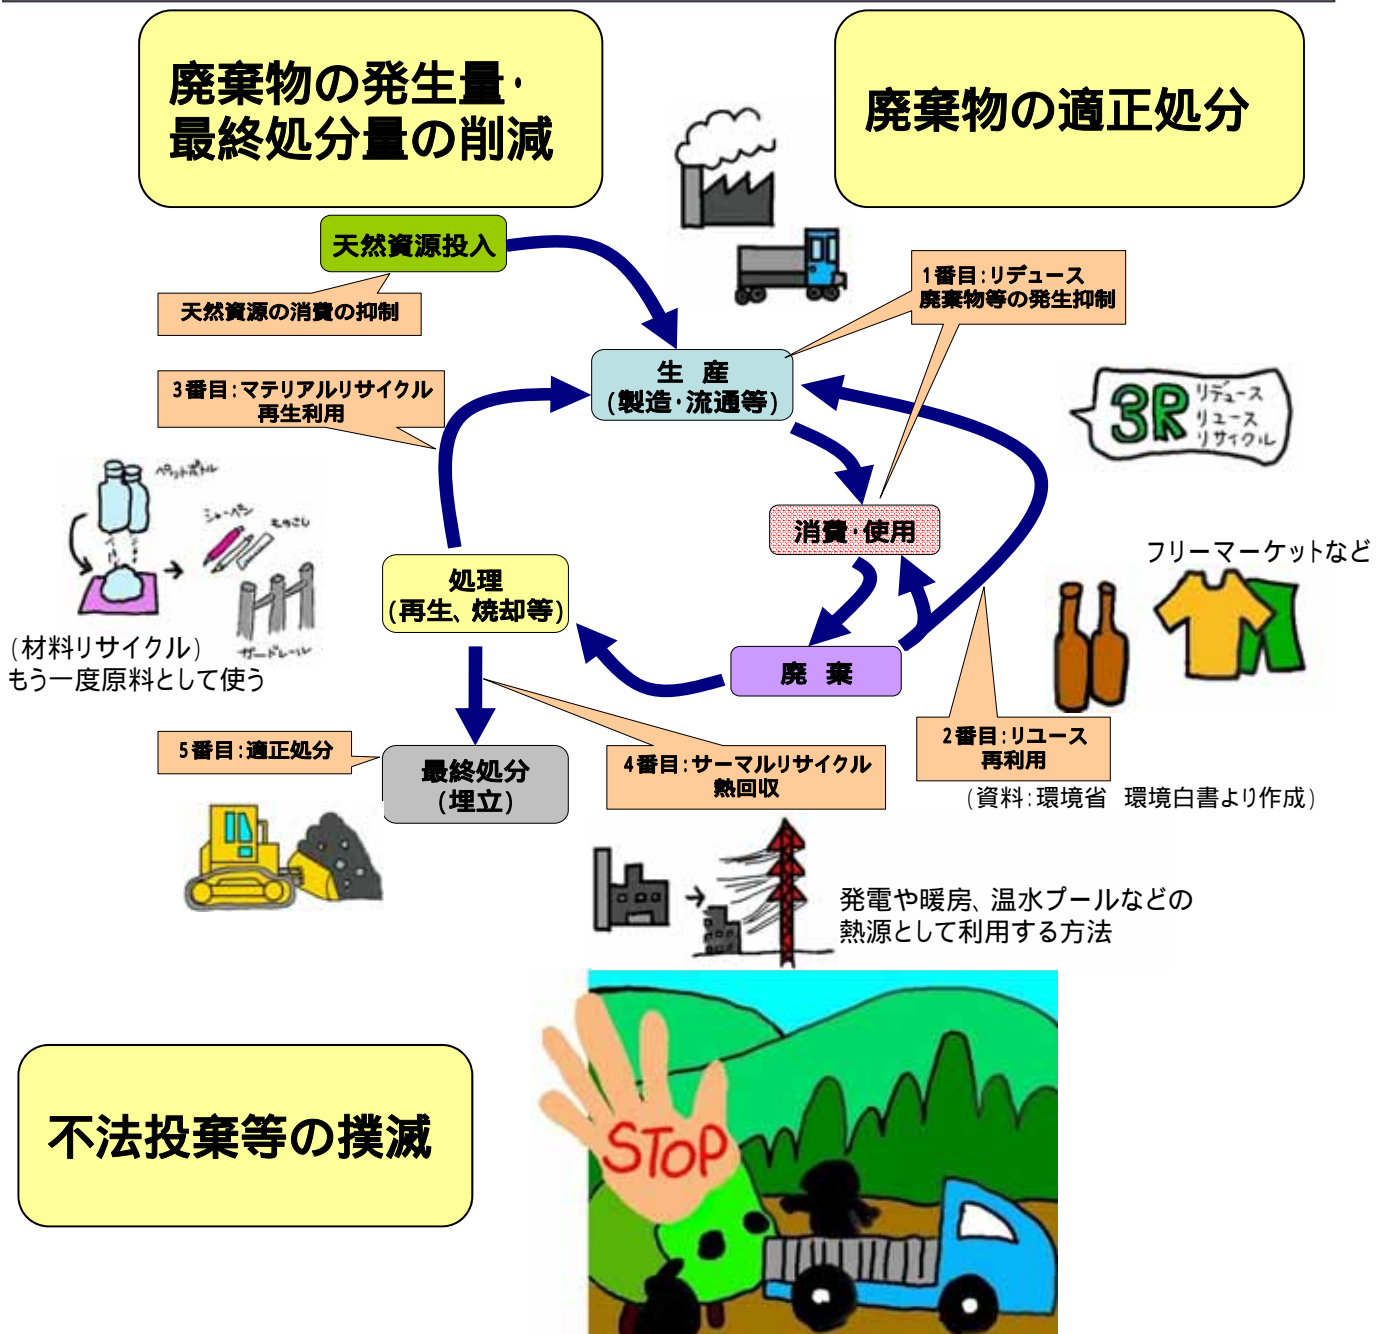 廃棄物の発生量・
最終処分量の削減
廃棄物の適正処分
天然資源投入
天然資源の消費の抑制
1番目:リデュース
廃棄物等の発生抑制
生 産
(製造・流通等)
3番目:マテリアルリサイクル
再生利用
3R
リデュース
リユース
リサイクル
ペットボトル
シャーペン
ものさし
ガードレール
消費・使用
フリーマーケットなど
処理
(再生、焼却等)
(材料リサイクル)
もう一度原料として使う
廃 棄
2番目:リユース
再利用
(資料:環境省 環境白書より作成)
5番目:適正処分
最終処分
(埋立)
4番目:サーマルリサイクル
熱回収
発電や暖房、温水プールなどの
熱源として利用する方法
STOP
不法投棄等の撲滅